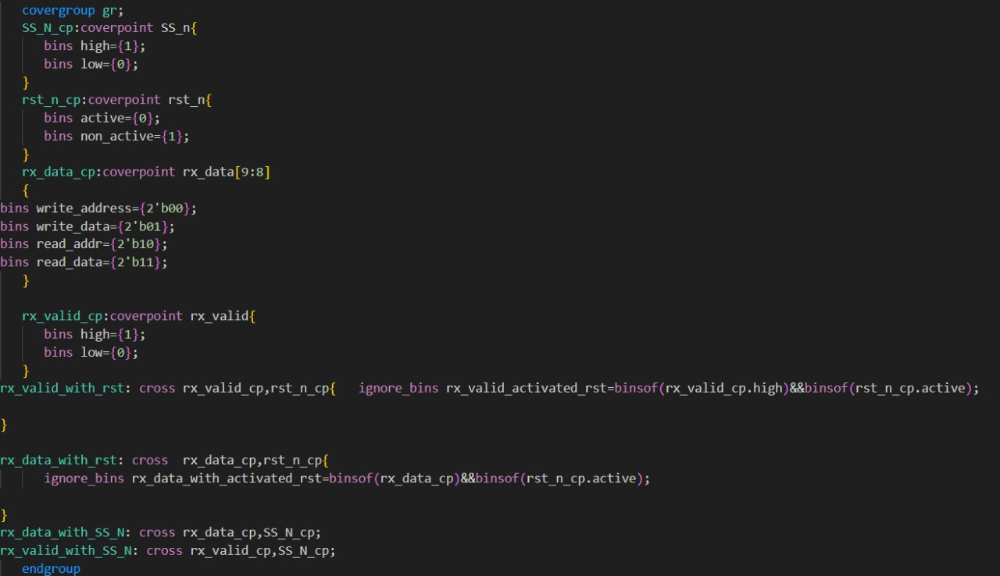 covergroup gr;
SS_N_cp:coverpoint SS_n{
bins high={1};
bins low={0};
}
rst_n_cp:coverpoint rst_n{
bins active={0};
bins non_active={1};
}
rx_data_cp:coverpoint rx_data[9:8]
{
bins write_address={2'b00};
bins write_data={2'b01};
bins read_addr={2'b10};
bins read_data={2'b11};
}
rx_valid_cp:coverpoint rx_valid{
bins high={1};
bins low={0};
}
rx_valid_with_rst: cross rx_valid_cp,rst_n_cp{   ignore_bins rx_valid_activated_rst=binsof(rx_valid_cp.high)&&binsof(rst_n_cp.active);
}
rx_data_with_rst: cross  rx_data_cp,rst_n_cp{
ignore_bins rx_data_with_activated_rst=binsof(rx_data_cp)&&binsof(rst_n_cp.active);
}
rx_data_with_SS_N: cross rx_data_cp,SS_N_cp;
rx_valid_with_SS_N: cross rx_valid_cp,SS_N_cp;
endgroup